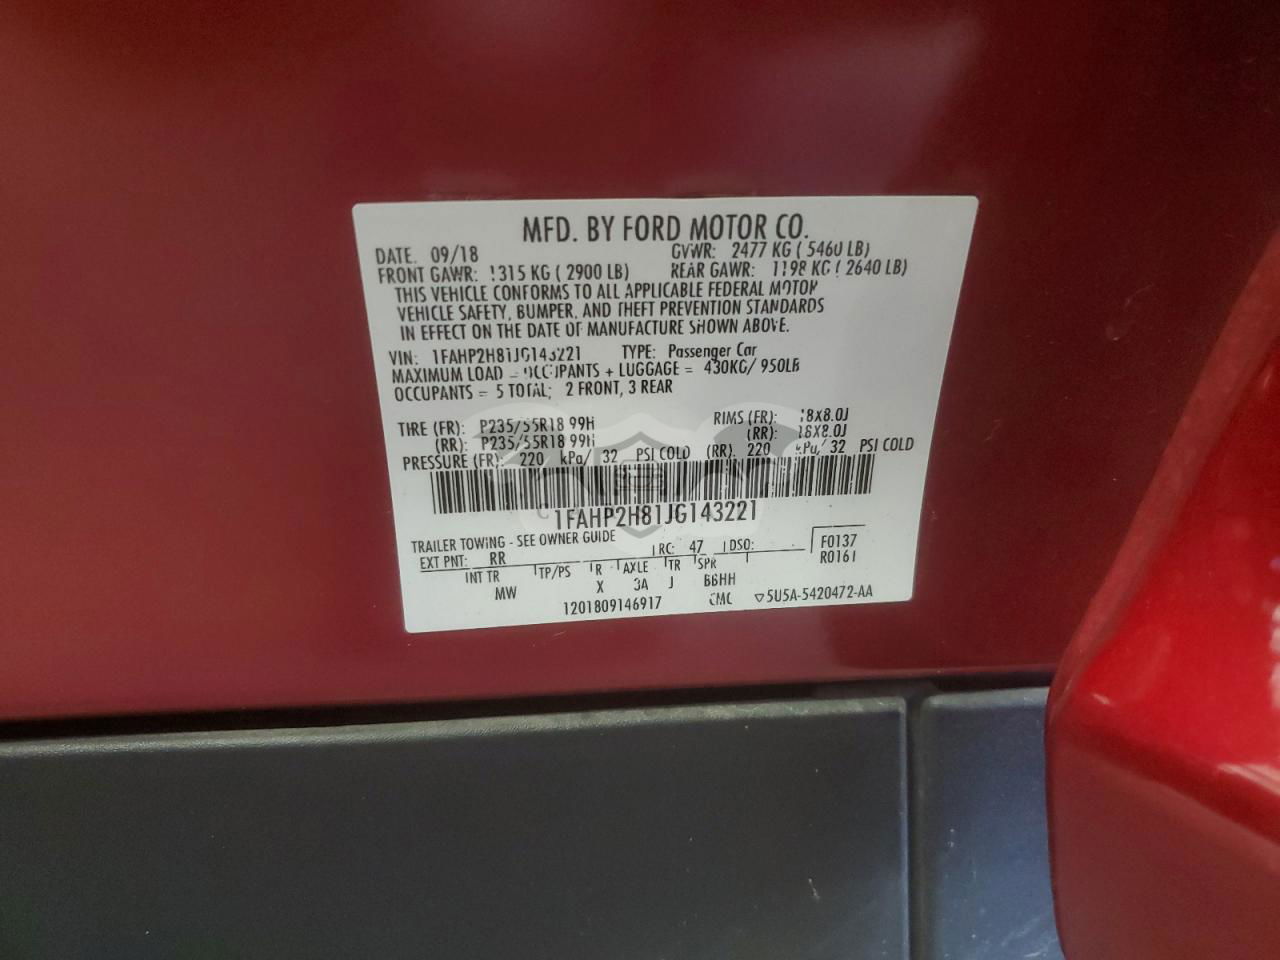 MFD. BY FORD MOTOR CO.
DATE. 09/18 GVWR: 2477 KG ( 5460 LB)
FRONT GAWR: 1315 KG ( 2900 LB) REAR GAWR: 1198 KG ( 2640 LB)
THIS VEHICLE CONFORMS TO ALL APPLICABLE FEDERAL MOTOR
VEHICLE SAFETY, BUMPER, AND THEFT PREVENTION STANDARDS
IN EFFECT ON THE DATE OF MANUFACTURE SHOWN ABOVE.
VIN: 1FAHP2H81JG143221 TYPE: Passenger Car
MAXIMUM LOAD = OCCUPANTS + LUGGAGE = 430KG/ 950LB
OCCUPANTS = 5 TOTAL; 2 FRONT, 3 REAR
TIRE (FR): P235/55R18 99H RIMS (FR): 18X8.0J
(RR): P235/55R18 99H (RR): 18X8.0J
PRESSURE (FR): 220 kPa/ 32 PSI COLD (RR). 220 kPa/ 32 PSI COLD
1FAHP2H81JG143221
TRAILER TOWING - SEE OWNER GUIDE
EXT PNT: RR RC: 47 DSO: F0137
R0161
INT TR TP/PS R AXLE TR SPR
MW X 3A J BBHH
1201809146917 CMC ▽5U5A-5420472-AA